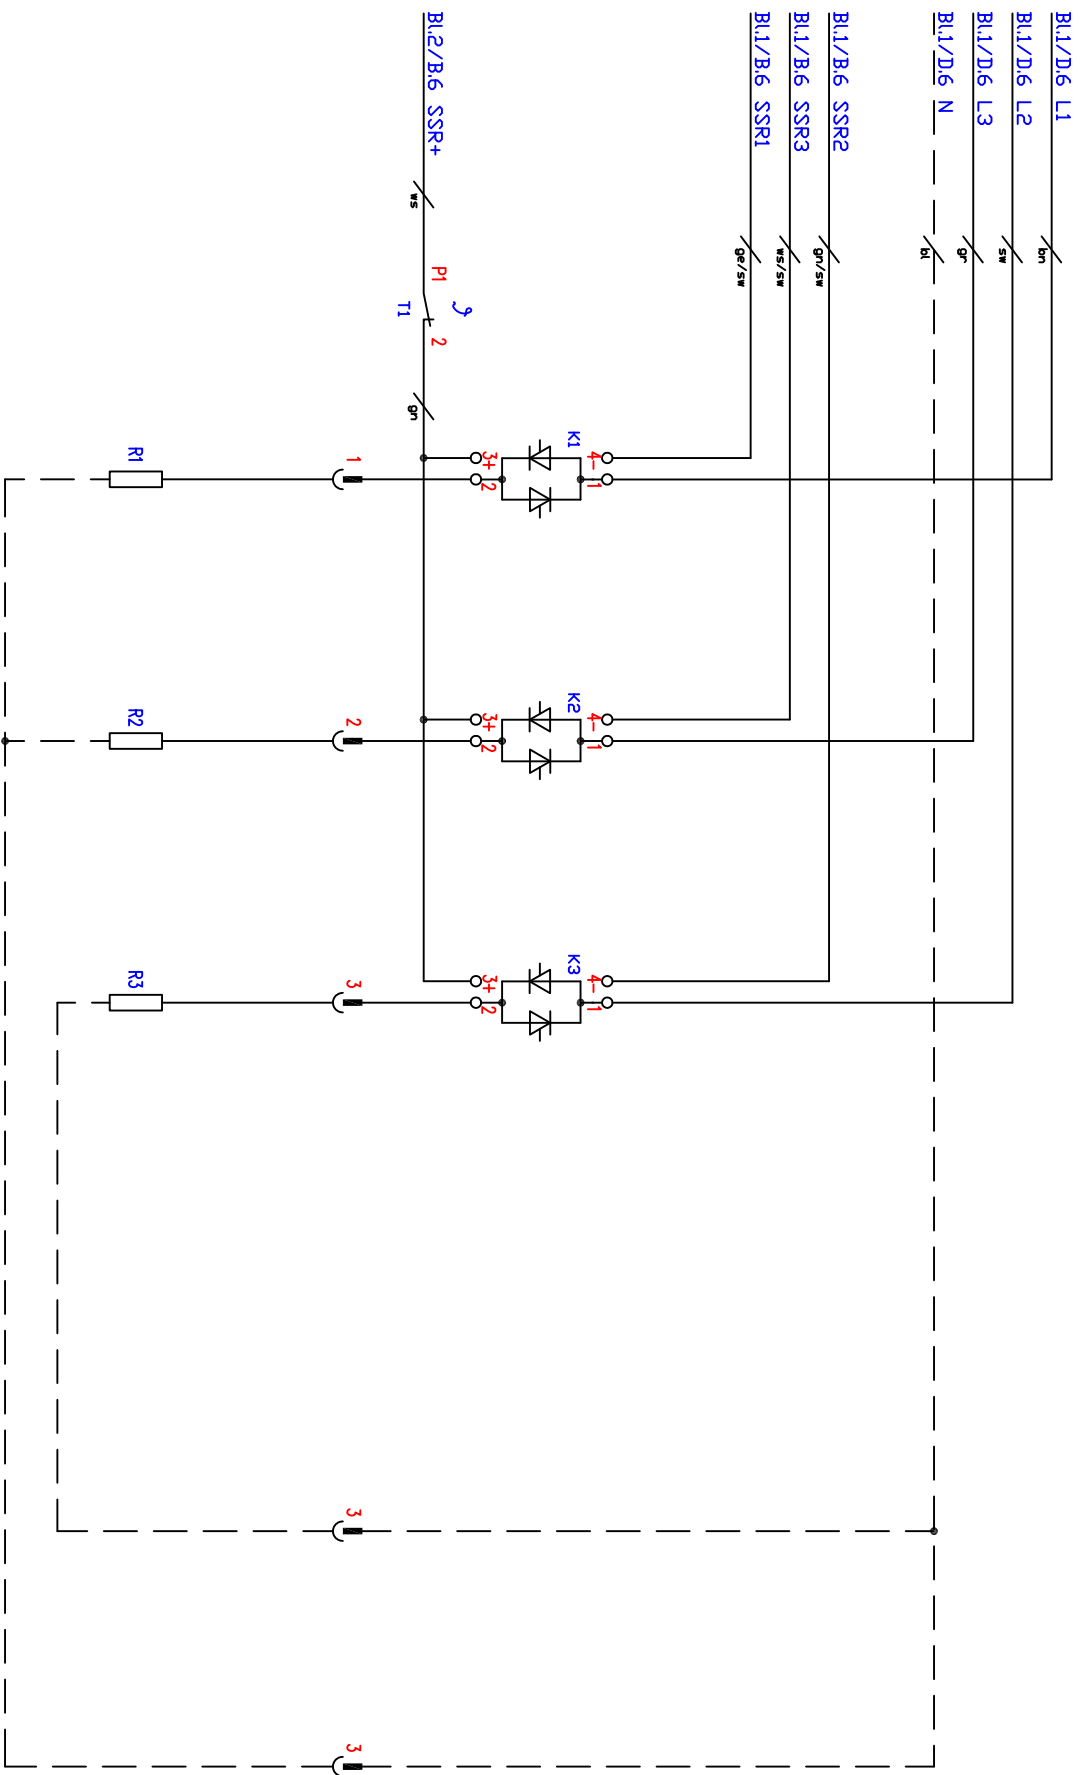 Bl.1/D.6 L1
bn
Bl.1/D.6 L2
sw
Bl.1/D.6 L3
gr
Bl.1/D.6 N
bl
Bl.1/B.6 SSR2
gn/sw
Bl.1/B.6 SSR3
ws/sw
Bl.1/B.6 SSR1
ge/sw
K1
4-
1
3+
2
K2
4-
1
3+
2
K3
4-
1
3+
2
Bl.2/B.6 SSR+
ws
P1
ϑ
T1
2
gn
1
2
3
3
3
R1
R2
R3